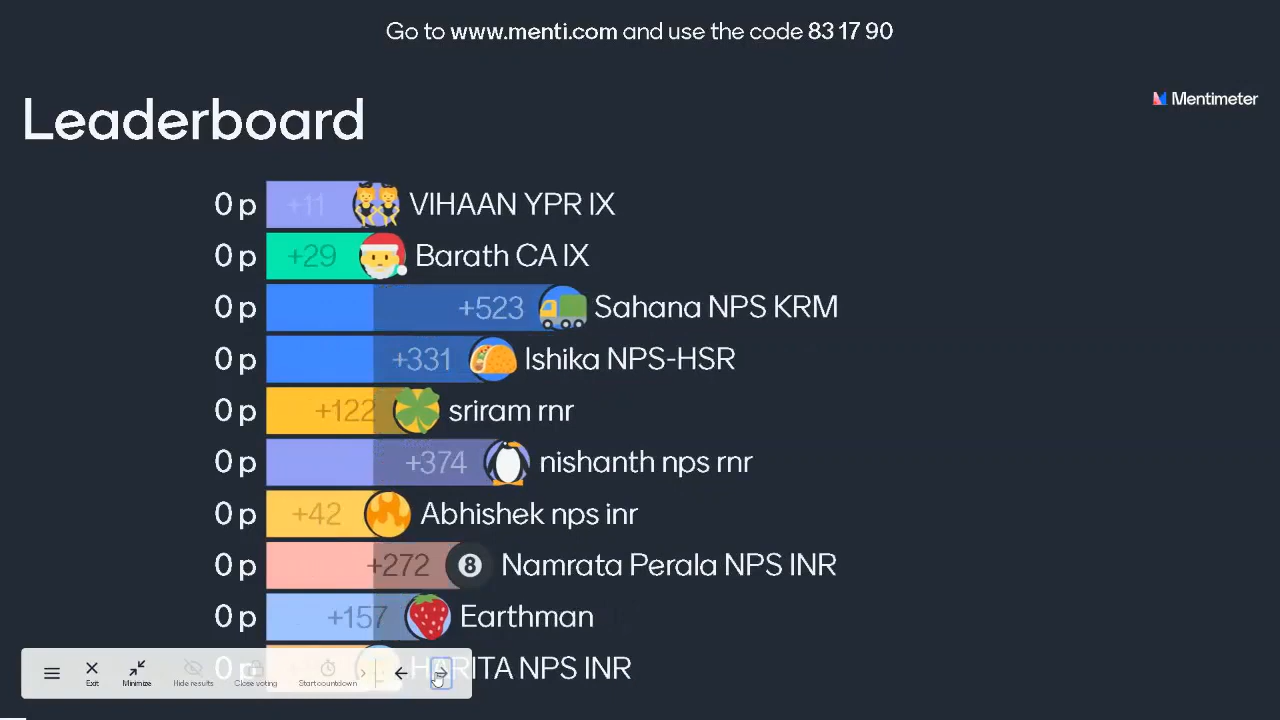 Go to www.menti.com and use the code 83 17 90
Leaderboard
Mentimeter
0 p +11 VIHAAN YPR IX
0 p +29 Barath CA IX
0 p +523 Sahana NPS KRM
0 p +331 Ishika NPS-HSR
0 p +122 sriram rnr
0 p +374 nishanth nps rnr
0 p +42 Abhishek nps inr
0 p +272 8 Namrata Perala NPS INR
0 p +157 Earthman
0 p HARITA NPS INR
Exit Minimize Hide results Close voting Start countdown